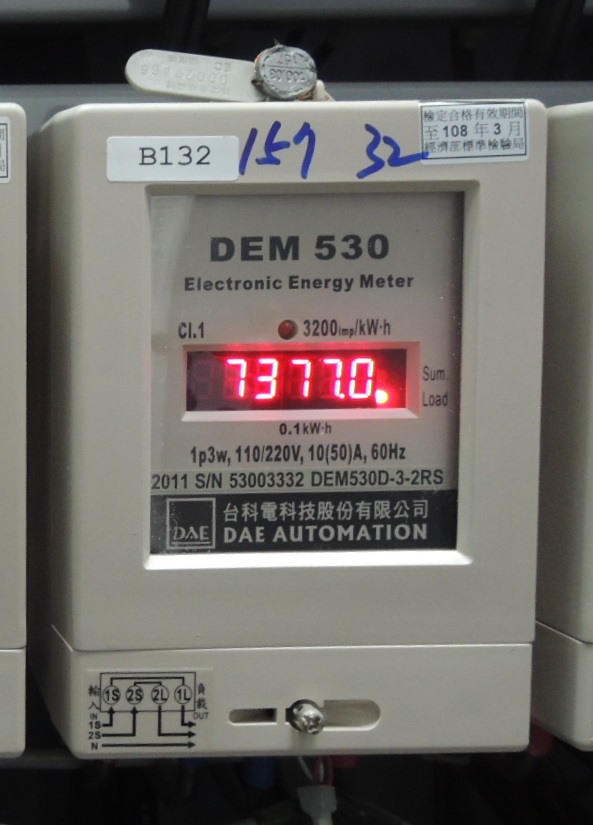 B132
157 32
檢定合格有效期間
至 108 年 3 月
經濟部標準檢驗局
DEM 530
Electronic Energy Meter
Cl.1
3200imp/kW·h
7377.0
Sum.
Load
0.1kW·h
1p3w, 110/220V, 10(50)A, 60Hz
2011 S/N 53003332 DEM530D-3-2RS
DAE
台科電科技股份有限公司
DAE AUTOMATION
輸入 1S 2S 2L 1L 負載
IN OUT
1S
2S
N